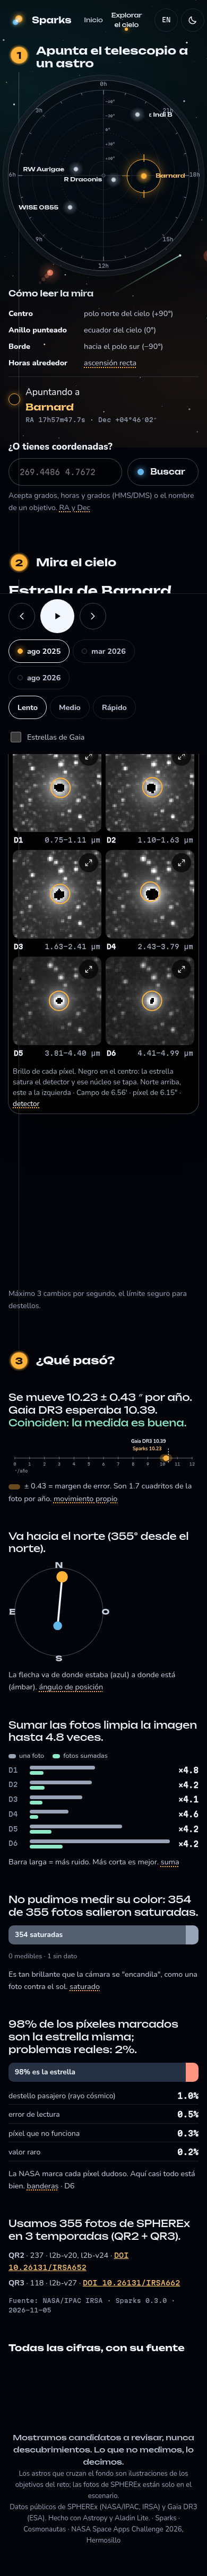 Sparks
Inicio
Explorar
el cielo
EN
1
Apunta el telescopio a
un astro
0h
3h
21h
+60°
+30°
0°
6h
18h
9h
15h
12h
ε Indi B
RW Aurigae
R Draconis
Barnard
WISE 0855
Cómo leer la mira
Centro polo norte del cielo (+90°)
Anillo punteado ecuador del cielo (0°)
Borde hacia el polo sur (−90°)
Horas alrededor ascensión recta
Apuntando a
Barnard
RA 17h57m47.7s · Dec +04°46′02″
¿O tienes coordenadas?
269.4486 4.7672
Buscar
Acepta grados, horas y grados (HMS/DMS) o el nombre
de un objetivo. RA y Dec
2
Mira el cielo
Estrella de Barnard
ago 2025
mar 2026
ago 2026
Lento
Medio
Rápido
Estrellas de Gaia
D1 0.75–1.11 µm
D2 1.10–1.63 µm
D3 1.63–2.41 µm
D4 2.43–3.79 µm
D5 3.81–4.40 µm
D6 4.41–4.99 µm
Brillo de cada píxel. Negro en el centro: la estrella
satura el detector y ese núcleo se tapa. Norte arriba,
este a la izquierda · Campo de 6.56′ · píxel de 6.15″ ·
detector
Máximo 3 cambios por segundo, el límite seguro para
destellos.
3
¿Qué pasó?
Se mueve 10.23 ± 0.43 ″ por año.
Gaia DR3 esperaba 10.39.
Coinciden: la medida es buena.
Gaia DR3 10.39
Sparks 10.23
0 1 2 3 4 5 6 7 8 9 10 11 12
″/año
± 0.43 = margen de error. Son 1.7 cuadritos de la
foto por año. movimiento propio
Va hacia el norte (355° desde el
norte).
N
E
O
S
La flecha va de donde estaba (azul) a donde está
(ámbar). ángulo de posición
Sumar las fotos limpia la imagen
hasta 4.8 veces.
una foto
fotos sumadas
D1 ×4.8
D2 ×4.2
D3 ×4.1
D4 ×4.6
D5 ×4.2
D6 ×4.2
Barra larga = más ruido. Más corta es mejor. suma
No pudimos medir su color: 354
de 355 fotos salieron saturadas.
354 saturadas
0 medibles · 1 sin dato
Es tan brillante que la cámara se "encandila", como una
foto contra el sol. saturado
98% de los píxeles marcados
son la estrella misma;
problemas reales: 2%.
98% es la estrella
destello pasajero (rayo cósmico) 1.0%
error de lectura 0.5%
píxel que no funciona 0.3%
valor raro 0.2%
La NASA marca cada píxel dudoso. Aquí casi todo está
bien. banderas · D6
Usamos 355 fotos de SPHEREx
en 3 temporadas (QR2 + QR3).
QR2 · 237 · l2b-v20, l2b-v24 · DOI
10.26131/IRSA652
QR3 · 118 · l2b-v27 · DOI 10.26131/IRSA662
Fuente: NASA/IPAC IRSA · Sparks 0.3.0 ·
2026-11-05
Todas las cifras, con su fuente
Mostramos candidatos a revisar, nunca
descubrimientos. Lo que no medimos, lo
decimos.
Los astros que cruzan el fondo son ilustraciones de los
objetivos del reto; las fotos de SPHEREx están solo en el
escenario.
Datos públicos de SPHEREx (NASA/IPAC, IRSA) y Gaia DR3
(ESA). Hecho con Astropy y Aladin Lite. · Sparks ·
Cosmonautas · NASA Space Apps Challenge 2026,
Hermosillo